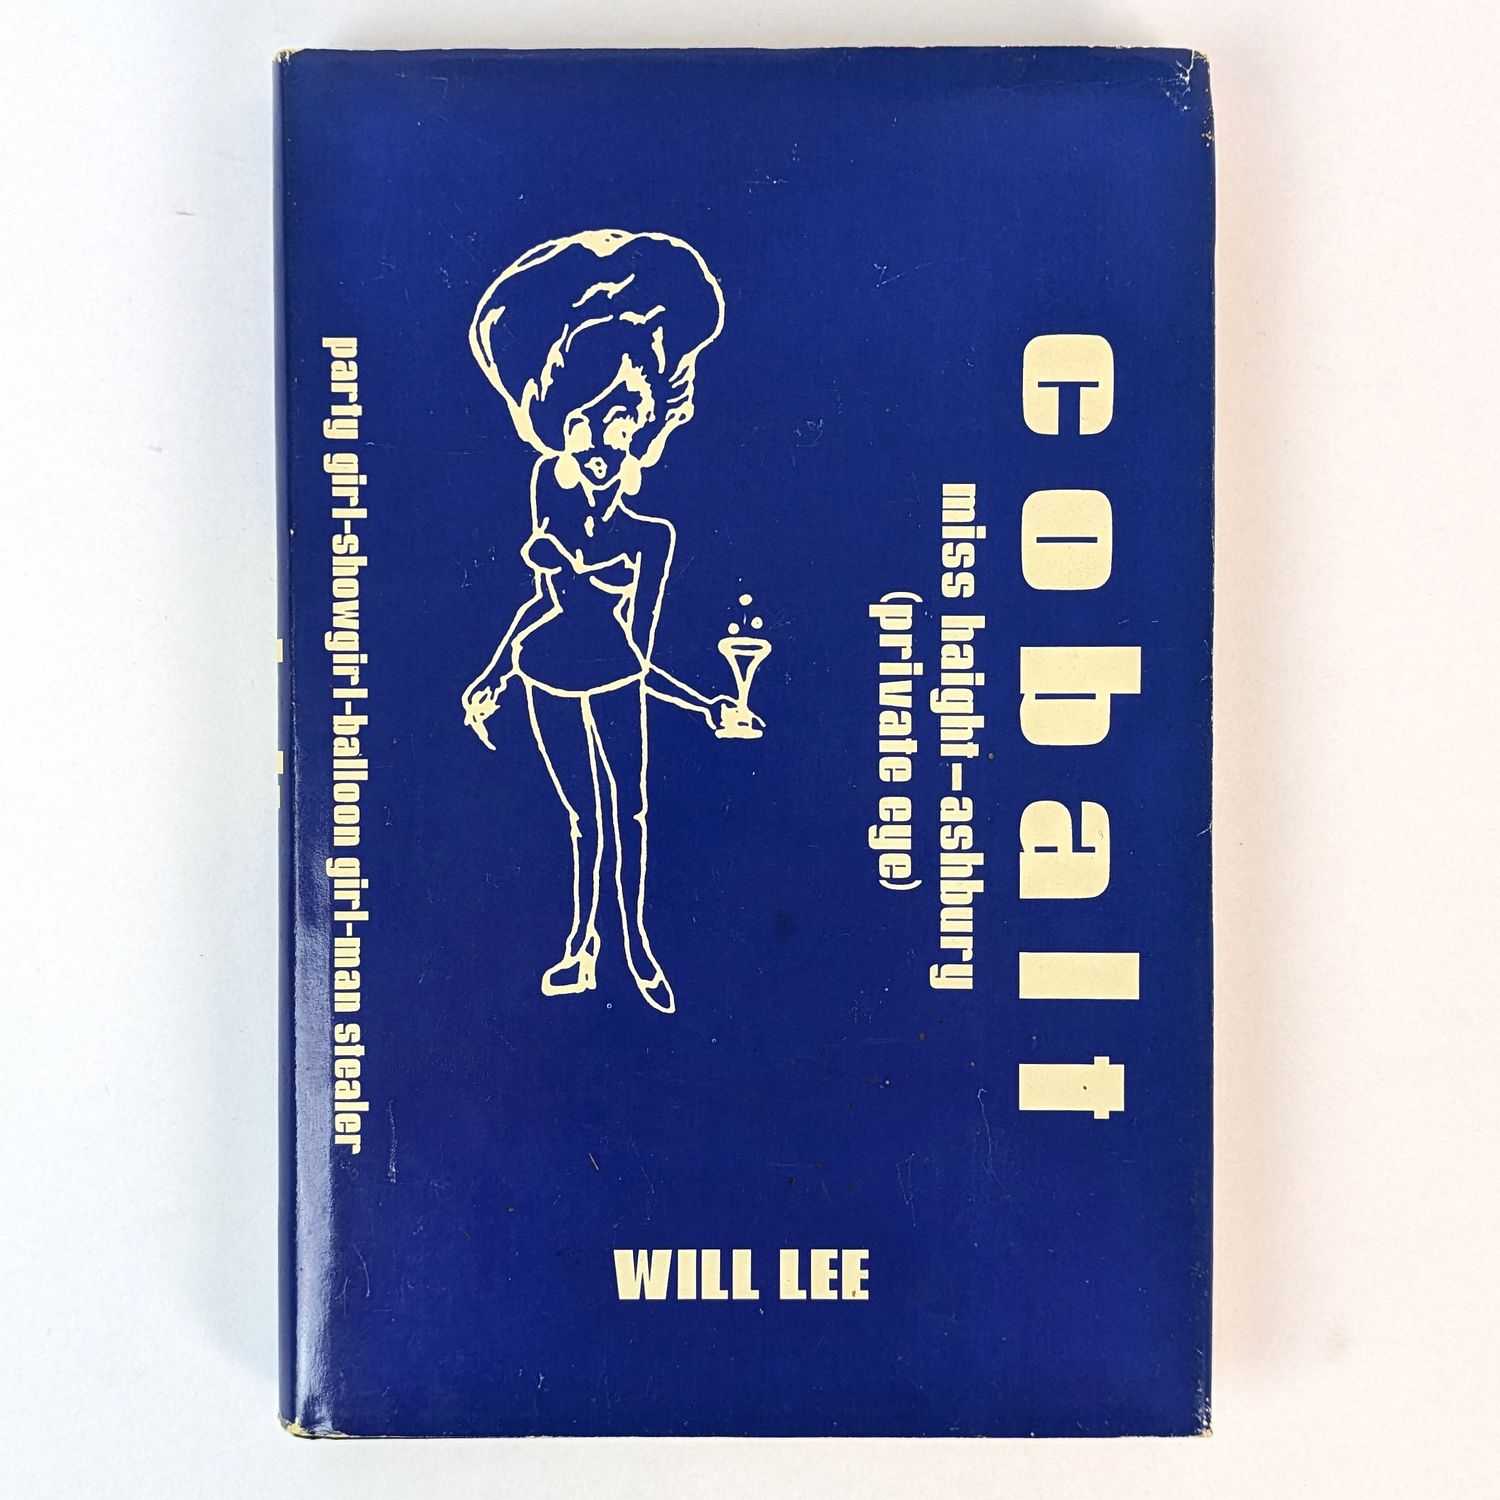 cobalt
miss haight-ashbury
(private eye)
party girl-showgirl-balloon girl-man stealer
WILL LEE